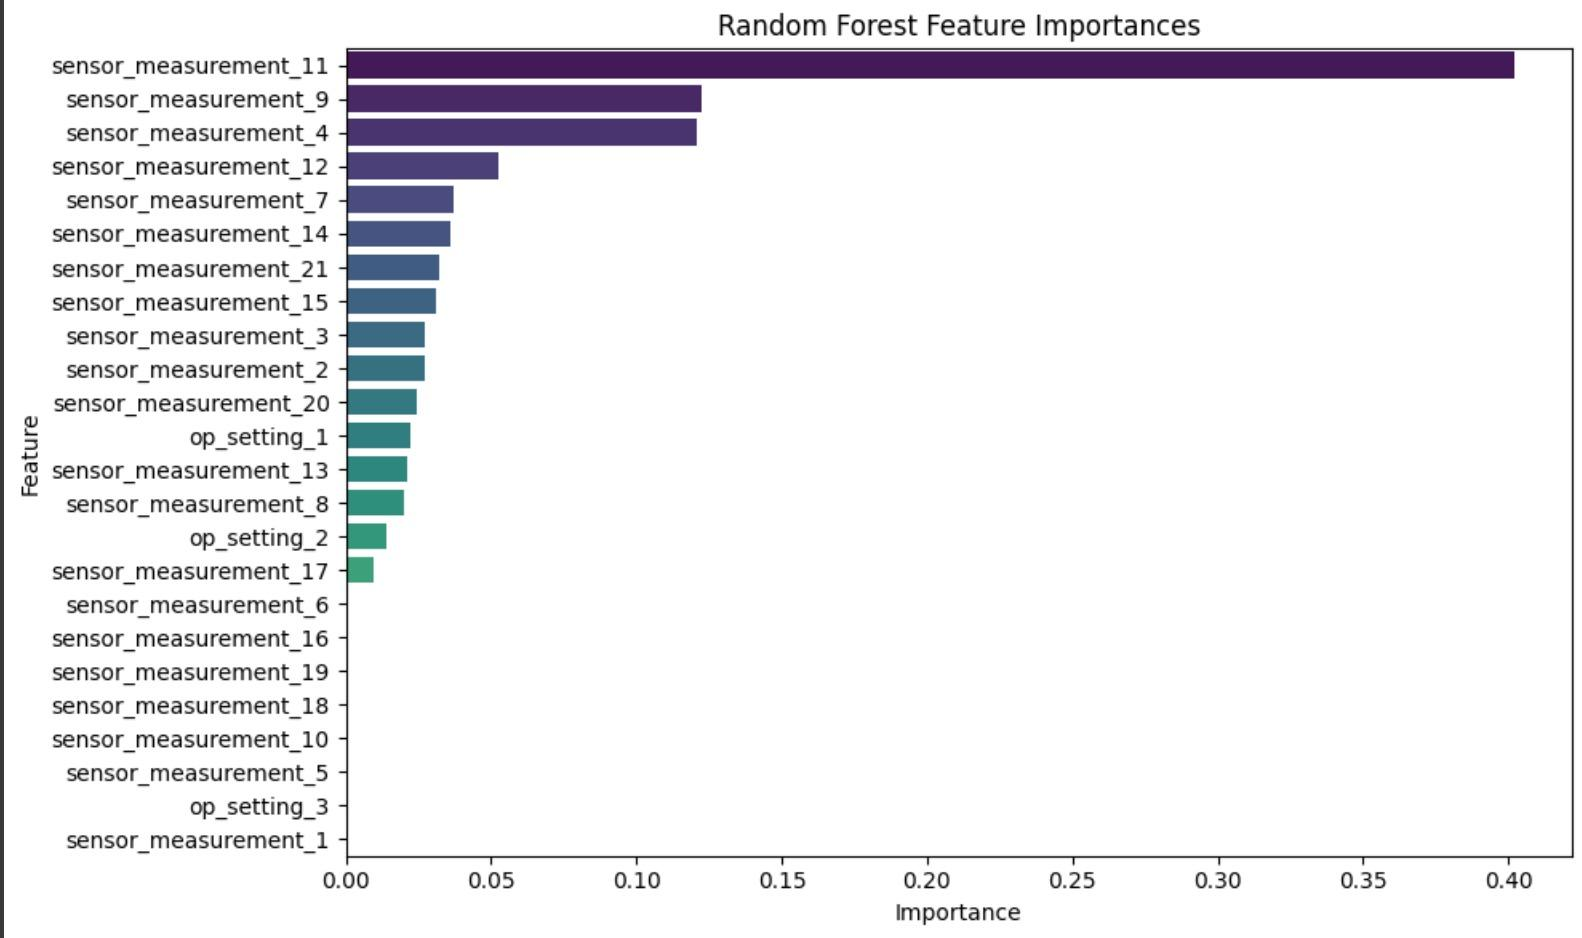 Random Forest Feature Importances
sensor_measurement_11
sensor_measurement_9
sensor_measurement_4
sensor_measurement_12
sensor_measurement_7
sensor_measurement_14
sensor_measurement_21
sensor_measurement_15
sensor_measurement_3
sensor_measurement_2
sensor_measurement_20
op_setting_1
sensor_measurement_13
sensor_measurement_8
op_setting_2
sensor_measurement_17
sensor_measurement_6
sensor_measurement_16
sensor_measurement_19
sensor_measurement_18
sensor_measurement_10
sensor_measurement_5
op_setting_3
sensor_measurement_1
Feature
0.00 0.05 0.10 0.15 0.20 0.25 0.30 0.35 0.40
Importance